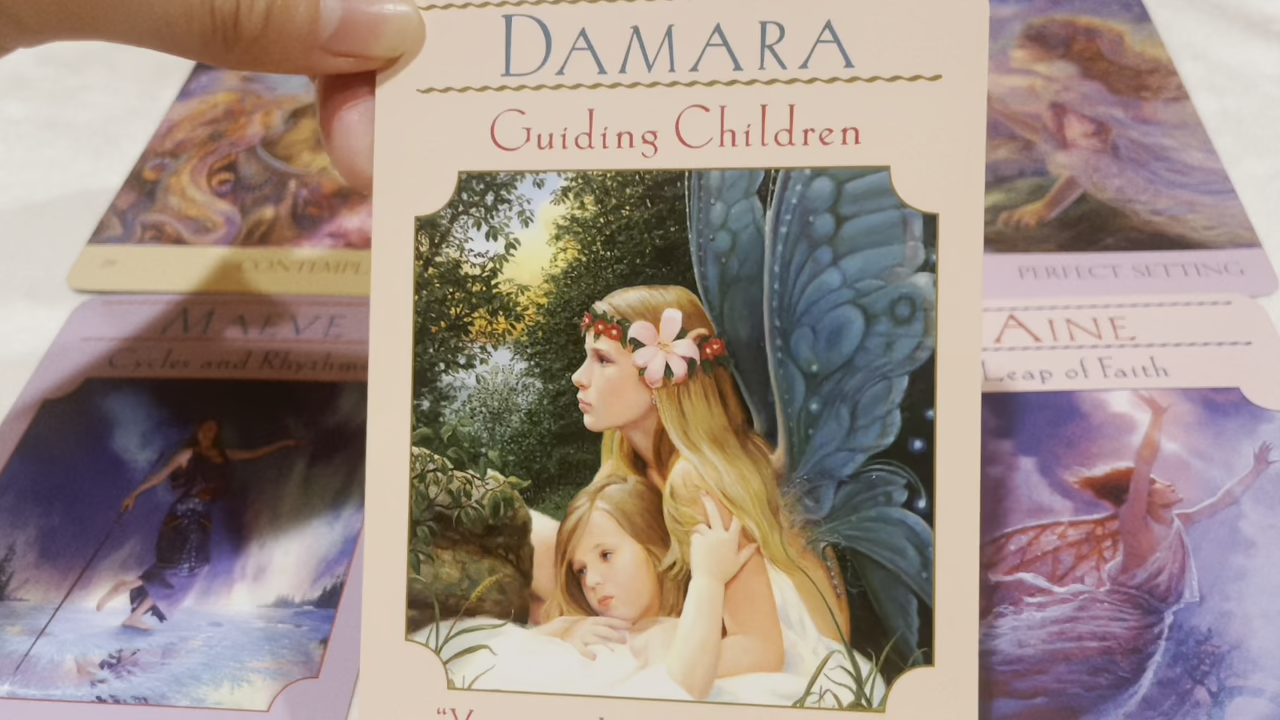 DAMARA
Guiding Children
CONTEMPL
PERFECT SETTING
MAEVE
Cycles and Rhythms
AINE
Leap of Faith